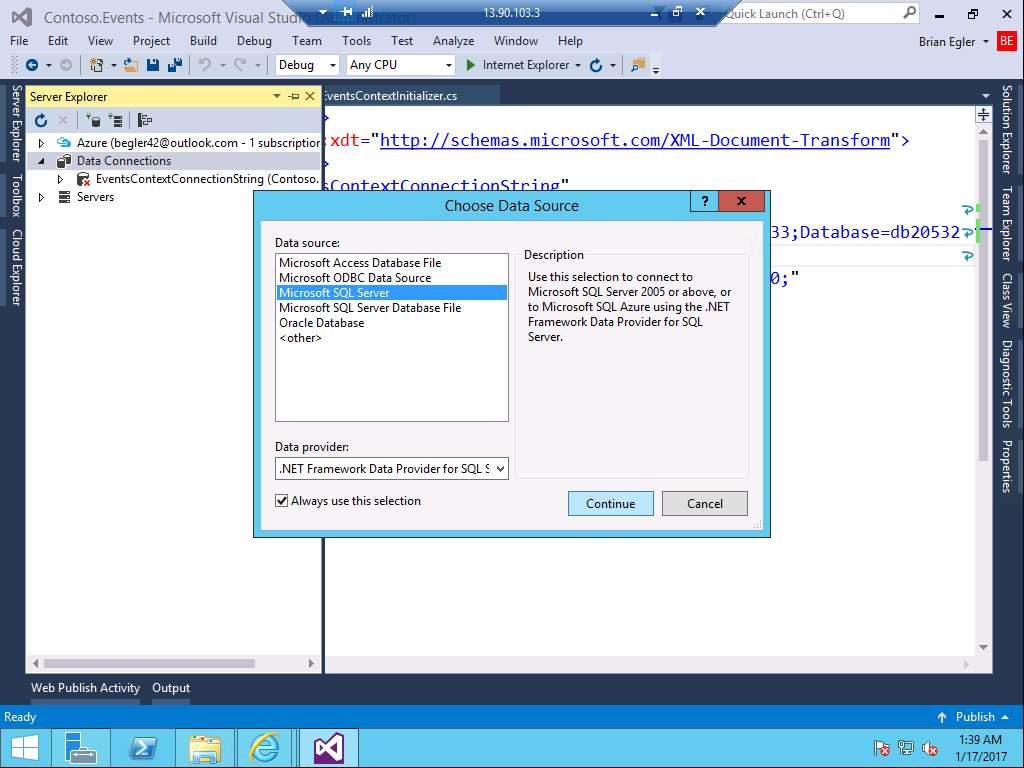 Contoso.Events - Microsoft Visual Studio (Administrator)
13.90.103.3
Quick Launch (Ctrl+Q)
File Edit View Project Build Debug Team Tools Test Analyze Window Help
Brian Egler
BE
Debug
Any CPU
Internet Explorer
Server Explorer
EventsContextInitializer.cs
Azure (begler42@outlook.com - 1 subscription
Data Connections
EventsContextConnectionString (Contoso.
Servers
Server Explorer
Toolbox
Cloud Explorer
>
:xdt="http://schemas.microsoft.com/XML-Document-Transform">
>
sContextConnectionString"
33;Database=db20532
0;"
Choose Data Source
?
X
Data source:
Microsoft Access Database File
Microsoft ODBC Data Source
Microsoft SQL Server
Microsoft SQL Server Database File
Oracle Database
<other>
Description
Use this selection to connect to
Microsoft SQL Server 2005 or above, or
to Microsoft SQL Azure using the .NET
Framework Data Provider for SQL
Server.
Data provider:
.NET Framework Data Provider for SQL S
Always use this selection
Continue
Cancel
Solution Explorer
Team Explorer
Class View
Diagnostic Tools
Properties
Web Publish Activity
Output
Ready
Publish
1:39 AM
1/17/2017